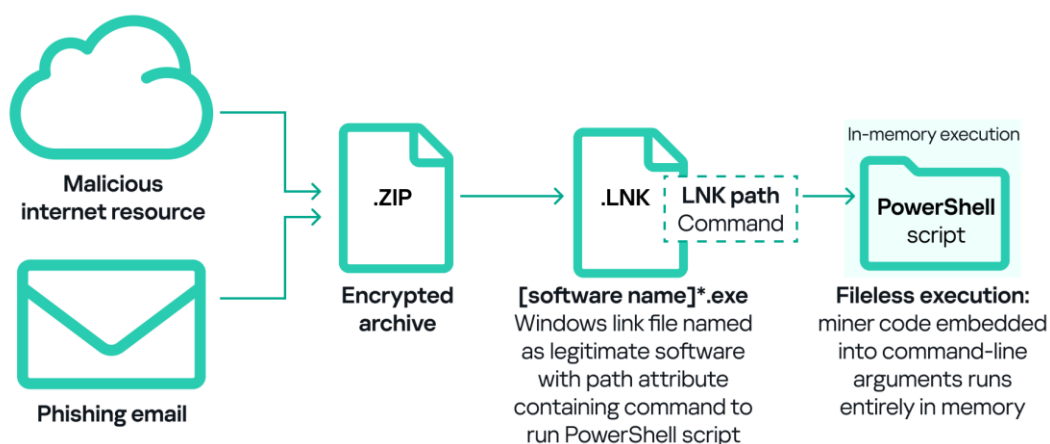 Malicious
internet resource
Phishing email
.ZIP
Encrypted
archive
.LNK
LNK path
Command
[software name]*.exe
Windows link file named
as legitimate software
with path attribute
containing command to
run PowerShell script
In-memory execution
PowerShell
script
Fileless execution:
miner code embedded
into command-line
arguments runs
entirely in memory